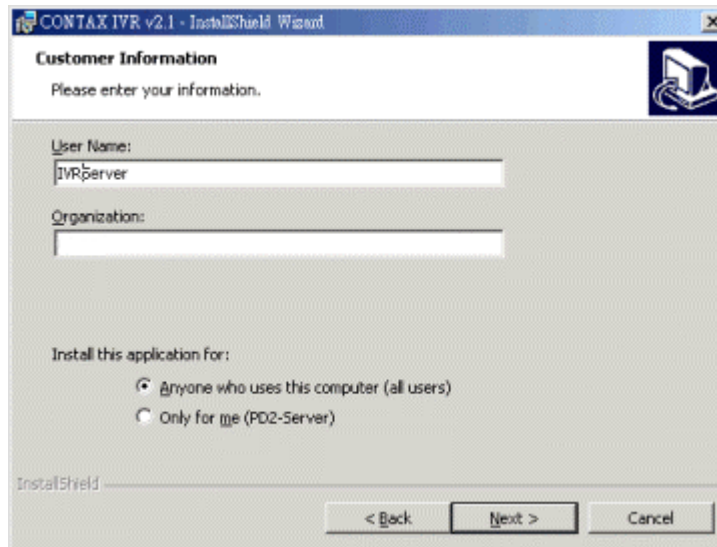 CONTAX IVR v2.1 - InstallShield Wizard
Customer Information
Please enter your information.
User Name:
IVRServer
Organization:
Install this application for:
Anyone who uses this computer (all users)
Only for me (PD2-Server)
InstallShield
< Back
Next >
Cancel